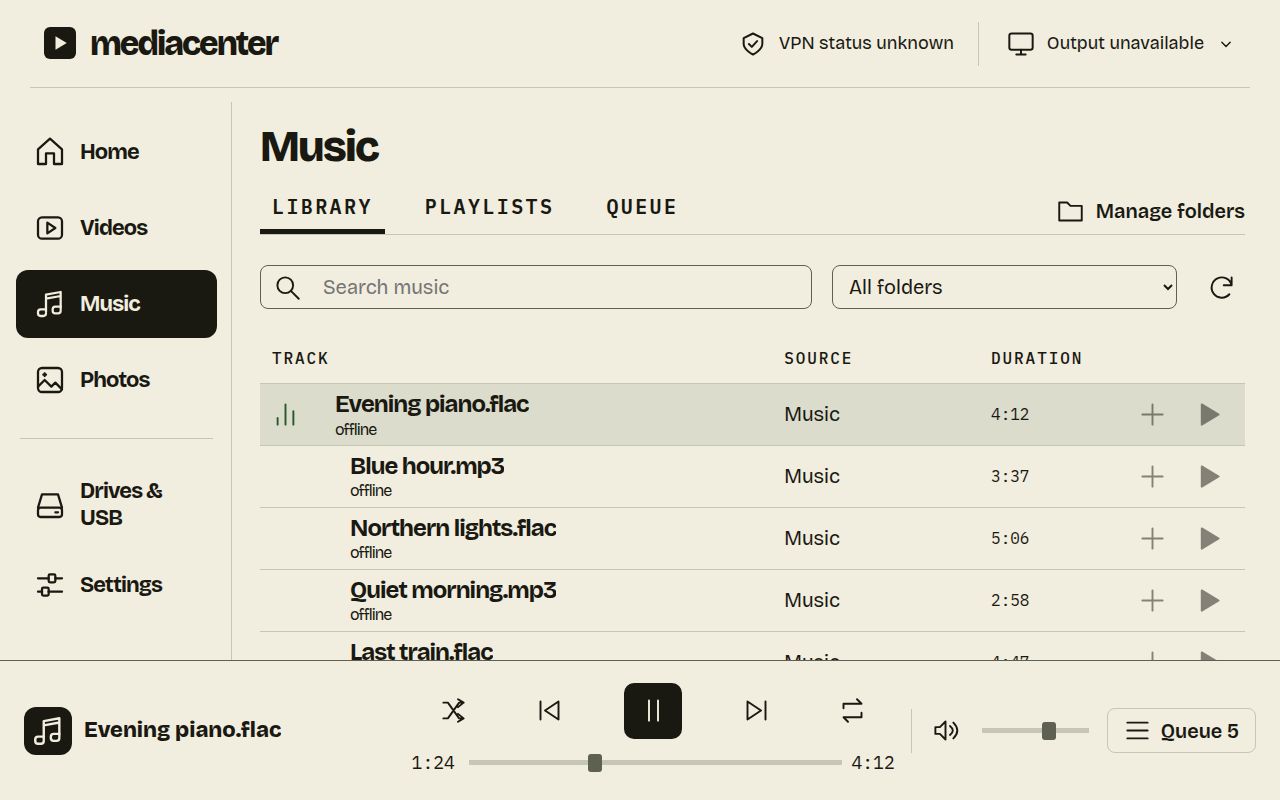 mediacenter
VPN status unknown
Output unavailable
Home
Videos
Music
Photos
Drives &
USB
Settings
Music
LIBRARY
PLAYLISTS
QUEUE
Manage folders
Search music
All folders
TRACK
SOURCE
DURATION
Evening piano.flac
offline
Music
4:12
Blue hour.mp3
offline
Music
3:37
Northern lights.flac
offline
Music
5:06
Quiet morning.mp3
offline
Music
2:58
Last train.flac
Music
4:47
Evening piano.flac
1:24
4:12
Queue 5